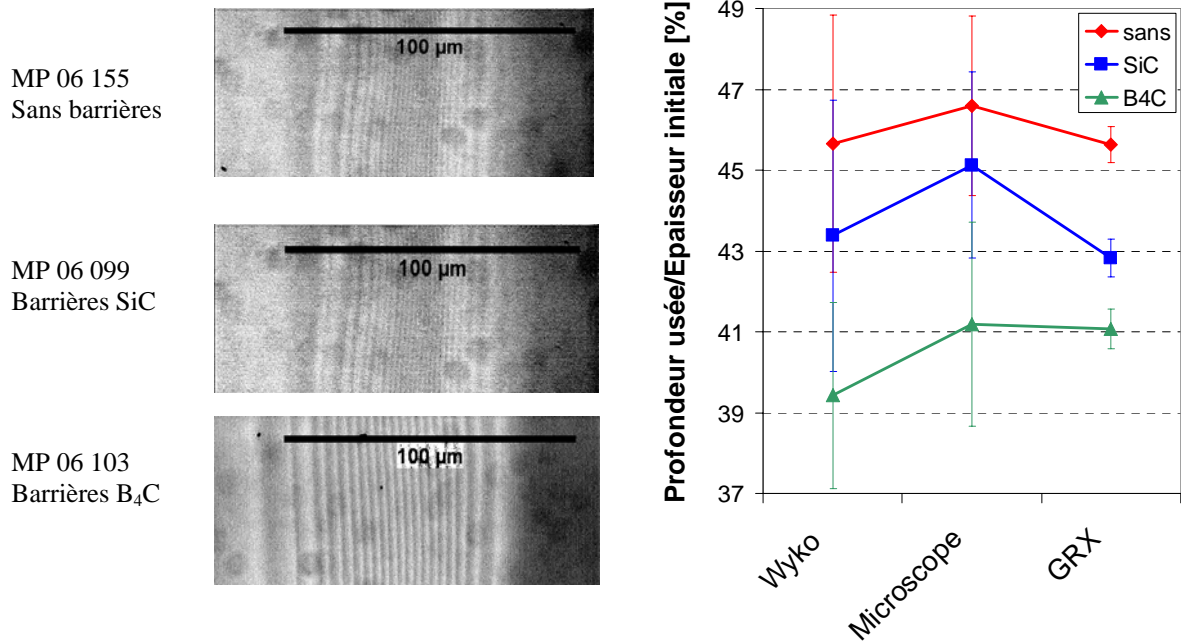 MP 06 155
Sans barrières
100 µm
MP 06 099
Barrières SiC
100 µm
MP 06 103
Barrières B₄C
100 µm
Profondeur usée/Epaisseur initiale [%]
49
47
45
43
41
39
37
sans
SiC
B4C
Wyko
Microscope
GRX